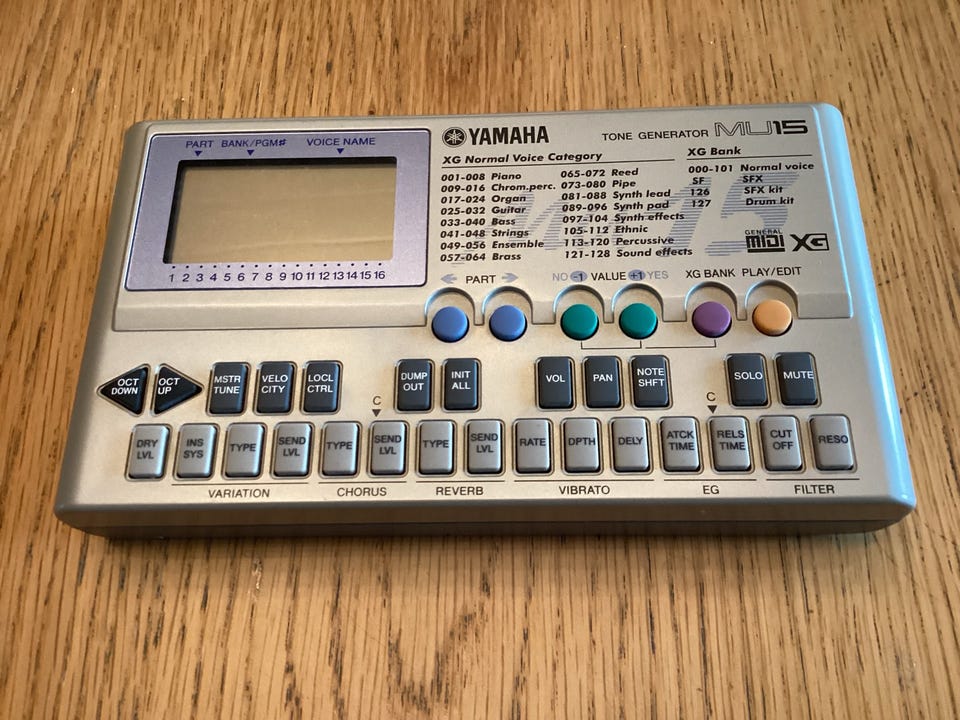 PART BANK/PGM# VOICE NAME
1 2 3 4 5 6 7 8 9 10 11 12 13 14 15 16
YAMAHA
TONE GENERATOR MU15
XG Normal Voice Category
001-008 Piano
009-016 Chrom.perc.
017-024 Organ
025-032 Guitar
033-040 Bass
041-048 Strings
049-056 Ensemble
057-064 Brass
065-072 Reed
073-080 Pipe
081-088 Synth lead
089-096 Synth pad
097-104 Synth effects
105-112 Ethnic
113-120 Percussive
121-128 Sound effects
XG Bank
000-101 Normal voice
SF SFX
126 SFX kit
127 Drum kit
MU15
GENERAL MIDI XG
PART NO -1 VALUE +1 YES XG BANK PLAY/EDIT
OCT DOWN
OCT UP
MSTR TUNE
VELO CITY
LOCL CTRL
DUMP OUT
INIT ALL
VOL
PAN
NOTE SHFT
SOLO
MUTE
C
C
DRY LVL
INS SYS
TYPE
SEND LVL
TYPE
SEND LVL
TYPE
SEND LVL
RATE
DPTH
DELY
ATCK TIME
RELS TIME
CUT OFF
RESO
VARIATION CHORUS REVERB VIBRATO EG FILTER